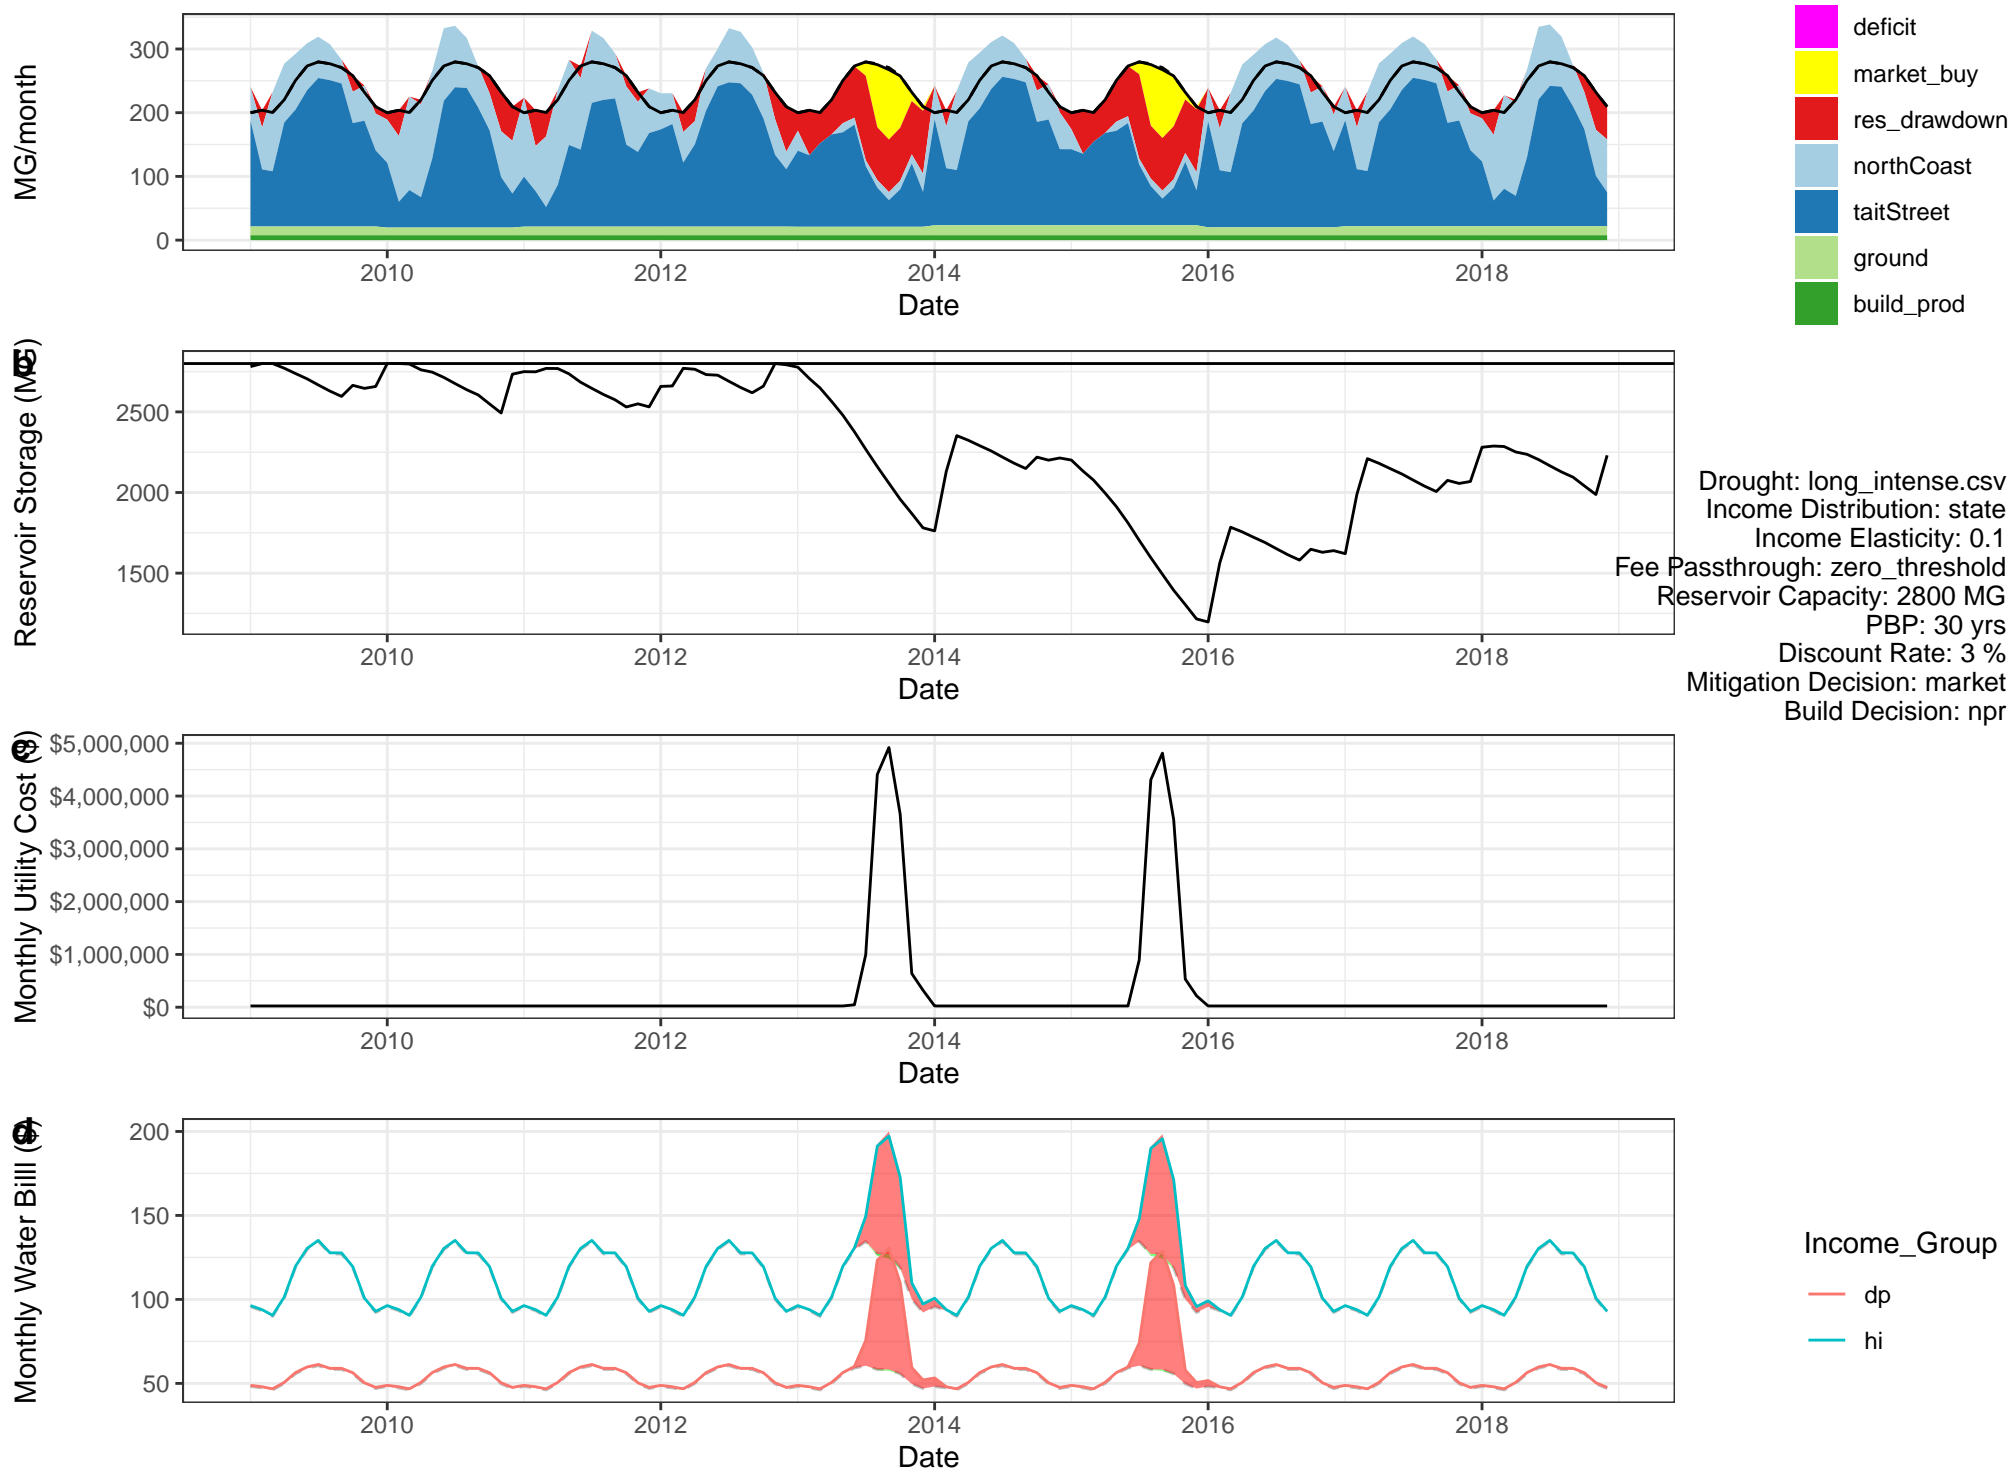 MG/month
300
200
100
0
2010
2012
2014
2016
2018
Date
deficit
market_buy
res_drawdown
northCoast
taitStreet
ground
build_prod
b
Reservoir Storage (MG)
2500
2000
1500
2010
2012
2014
2016
2018
Date
Drought: long_intense.csv
Income Distribution: state
Income Elasticity: 0.1
Fee Passthrough: zero_threshold
Reservoir Capacity: 2800 MG
PBP: 30 yrs
Discount Rate: 3 %
Mitigation Decision: market
Build Decision: npr
c
Monthly Utility Cost ($)
$5,000,000
$4,000,000
$3,000,000
$2,000,000
$1,000,000
$0
2010
2012
2014
2016
2018
Date
d
Monthly Water Bill ($)
200
150
100
50
2010
2012
2014
2016
2018
Date
Income_Group
dp
hi